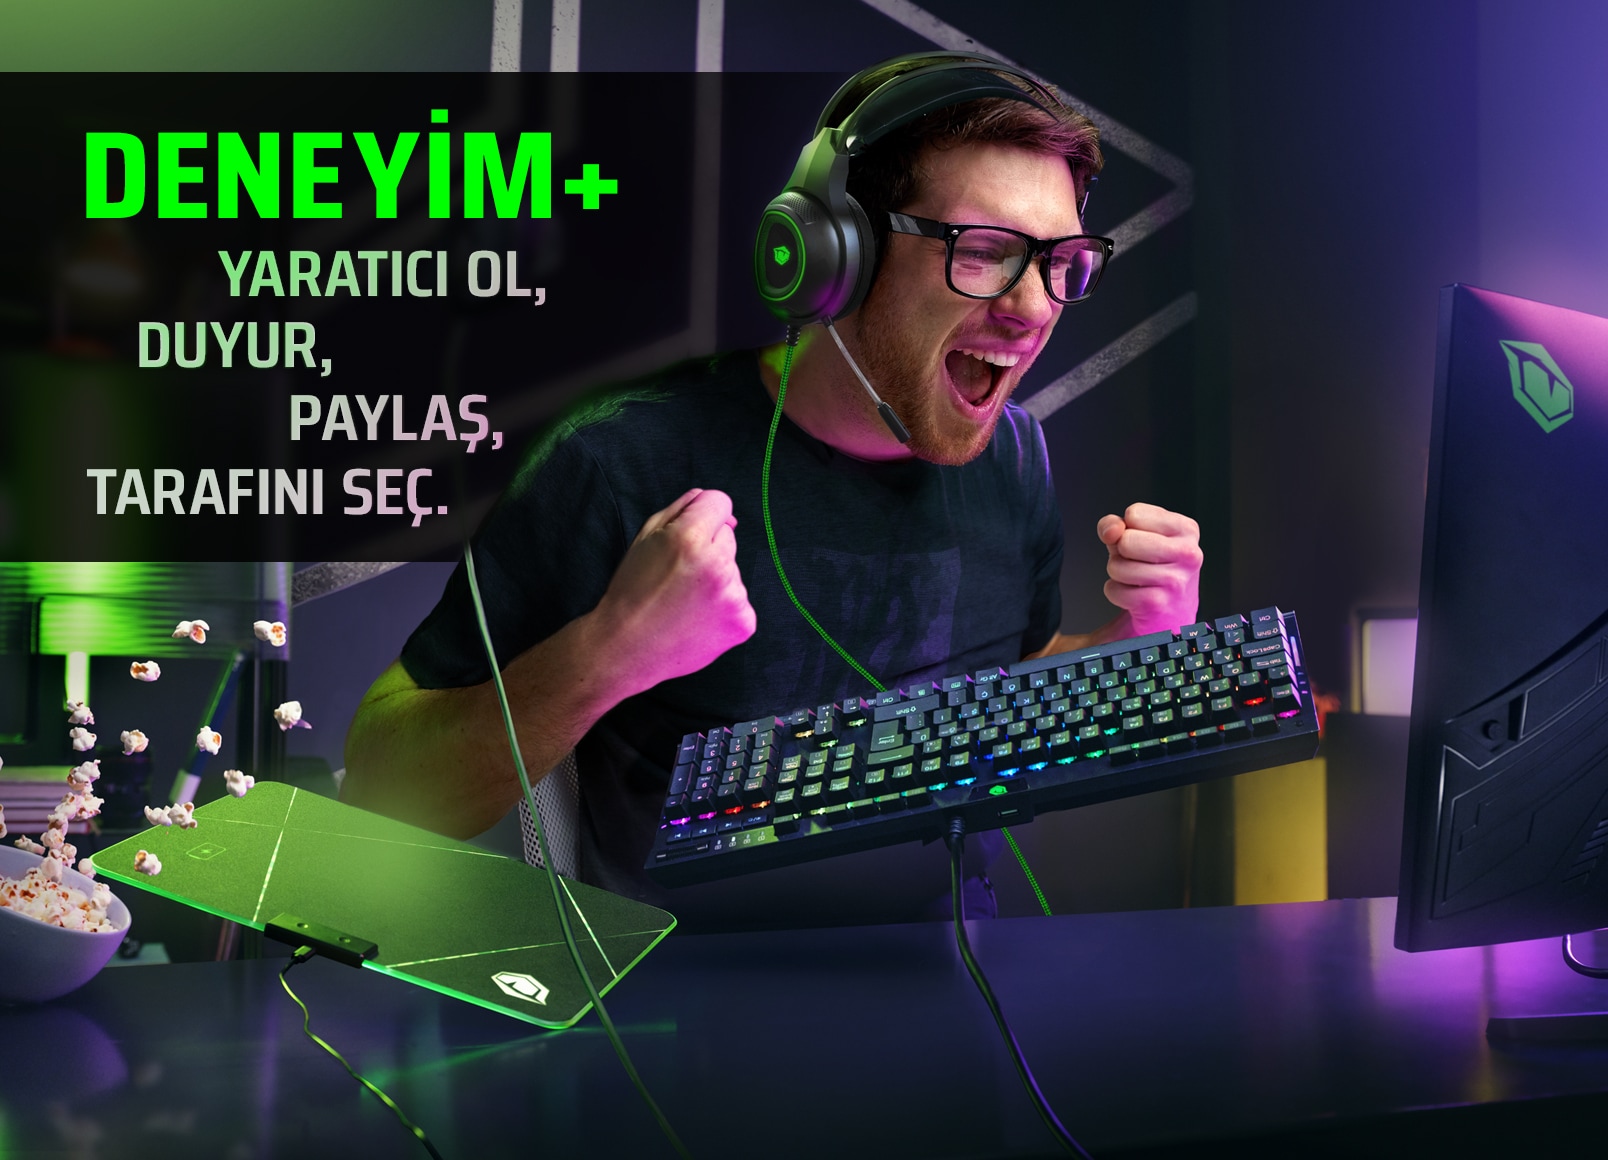 DENEYİM+
YARATICI OL,
DUYUR,
PAYLAŞ,
TARAFINI SEÇ.